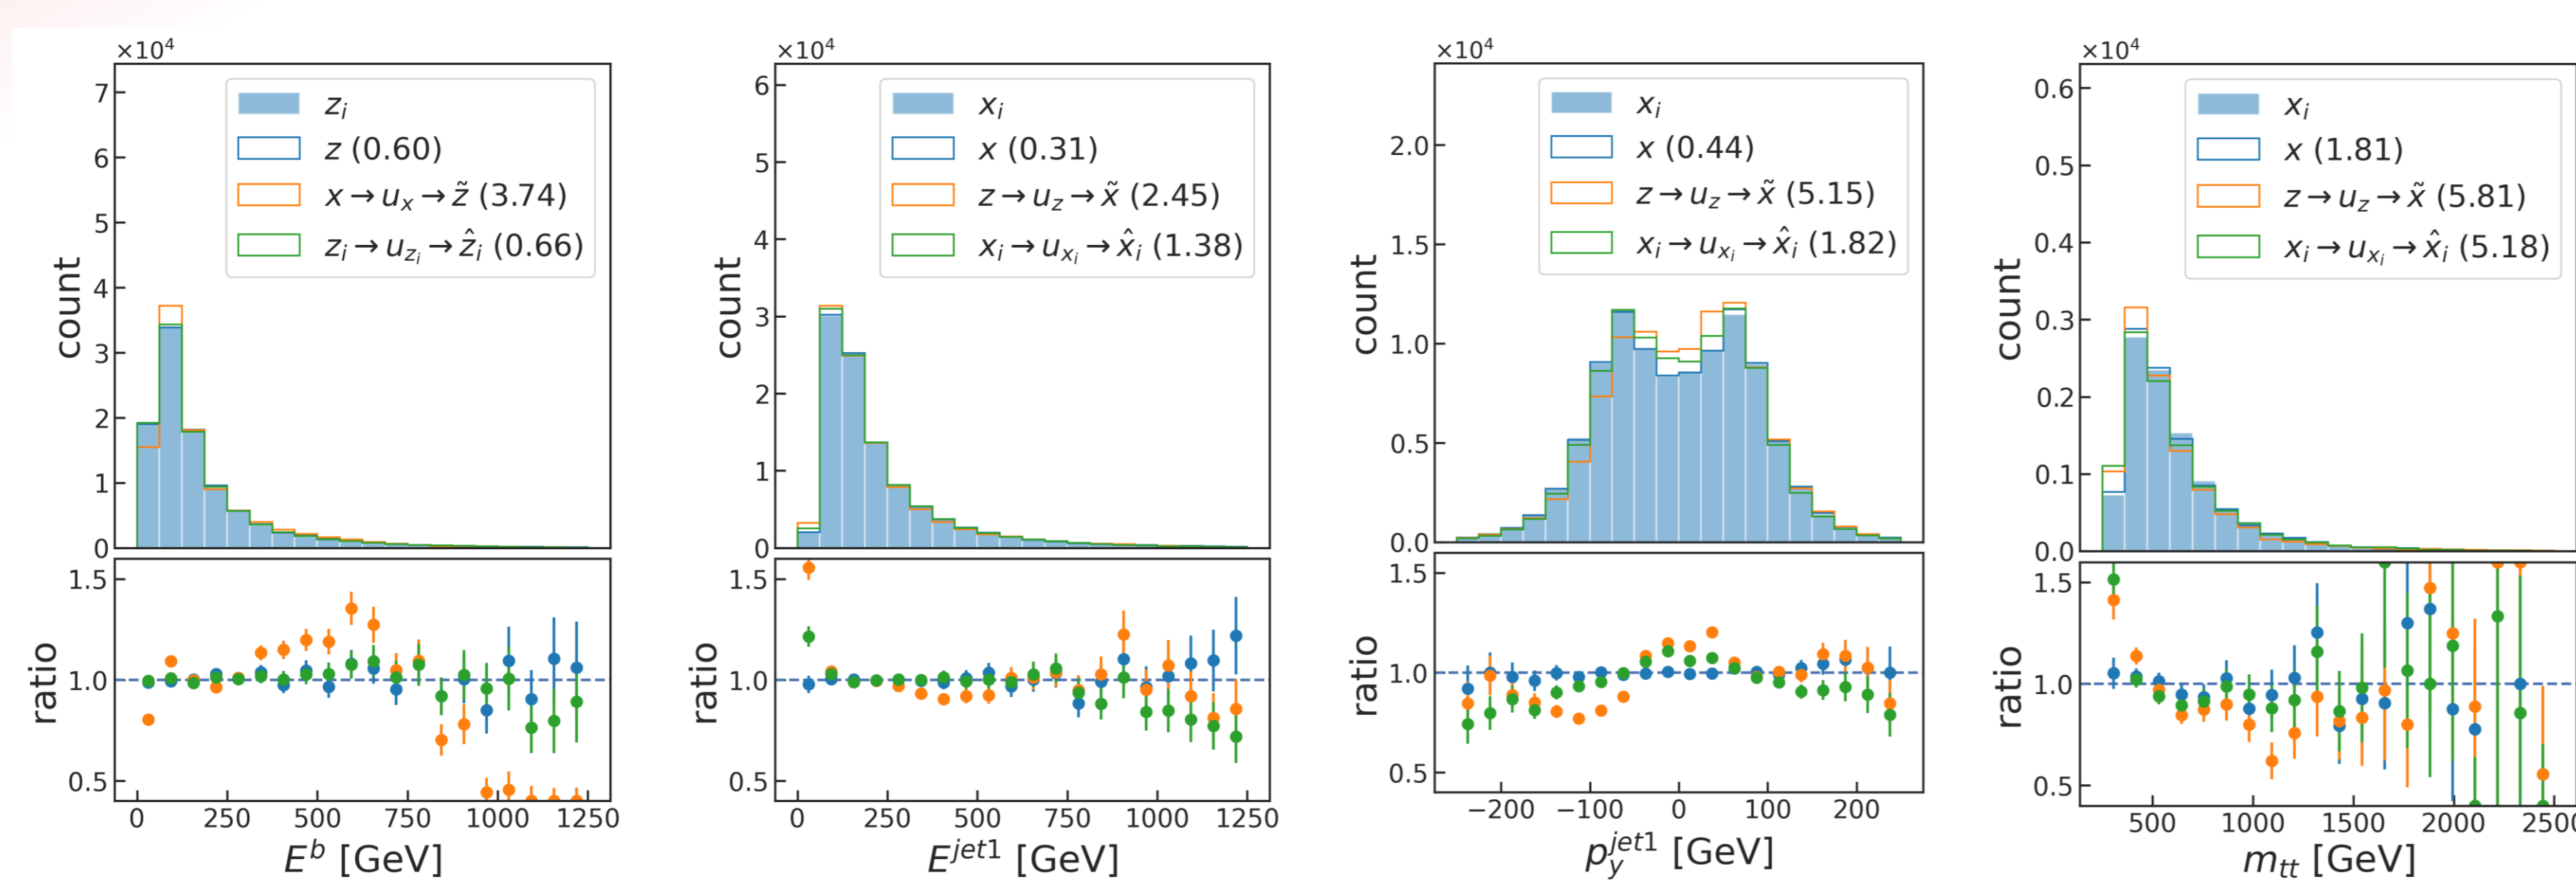 ×10⁴
7
6
5
4
3
2
1
0
count
z_i
z (0.60)
x → u_x → z̃ (3.74)
z_i → u_{z_i} → ẑ_i (0.66)
1.5
1.0
0.5
ratio
0 250 500 750 1000 1250
E^b [GeV]
×10⁴
6
5
4
3
2
1
0
count
x_i
x (0.31)
z → u_z → x̃ (2.45)
x_i → u_{x_i} → x̂_i (1.38)
1.5
1.0
0.5
ratio
0 250 500 750 1000 1250
E^{jet1} [GeV]
×10⁴
2.0
1.5
1.0
0.5
0.0
count
x_i
x (0.44)
z → u_z → x̃ (5.15)
x_i → u_{x_i} → x̂_i (1.82)
1.5
1.0
0.5
ratio
−200 −100 0 100 200
p_y^{jet1} [GeV]
×10⁴
0.6
0.5
0.4
0.3
0.2
0.1
0.0
count
x_i
x (1.81)
z → u_z → x̃ (5.81)
x_i → u_{x_i} → x̂_i (5.18)
1.5
1.0
0.5
ratio
500 1000 1500 2000 250
m_{tt} [GeV]